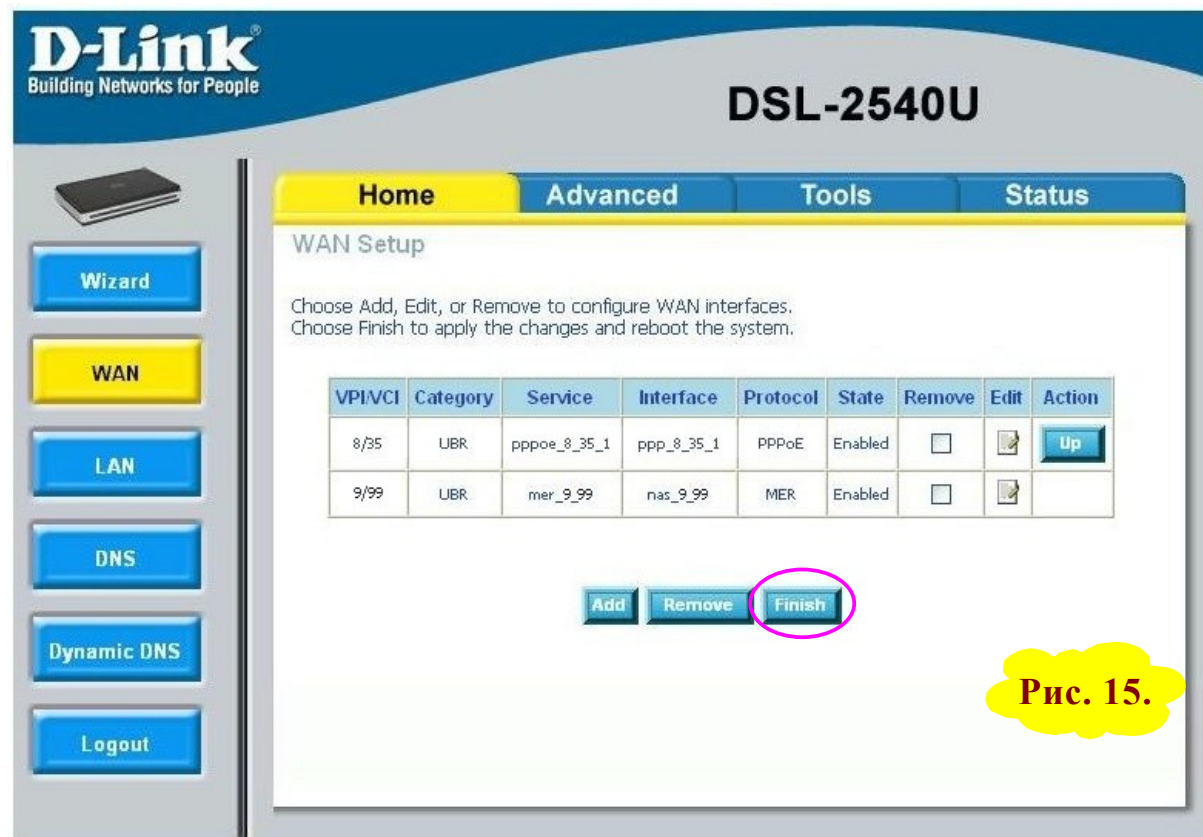 D-Link®
Building Networks for People
DSL-2540U
Home Advanced Tools Status
Wizard
WAN
LAN
DNS
Dynamic DNS
Logout
WAN Setup
Choose Add, Edit, or Remove to configure WAN interfaces.
Choose Finish to apply the changes and reboot the system.
VPI/VCI Category Service Interface Protocol State Remove Edit Action
8/35 UBR pppoe_8_35_1 ppp_8_35_1 PPPoE Enabled Up
9/99 UBR mer_9_99 nas_9_99 MER Enabled
Add Remove Finish
Рис. 15.